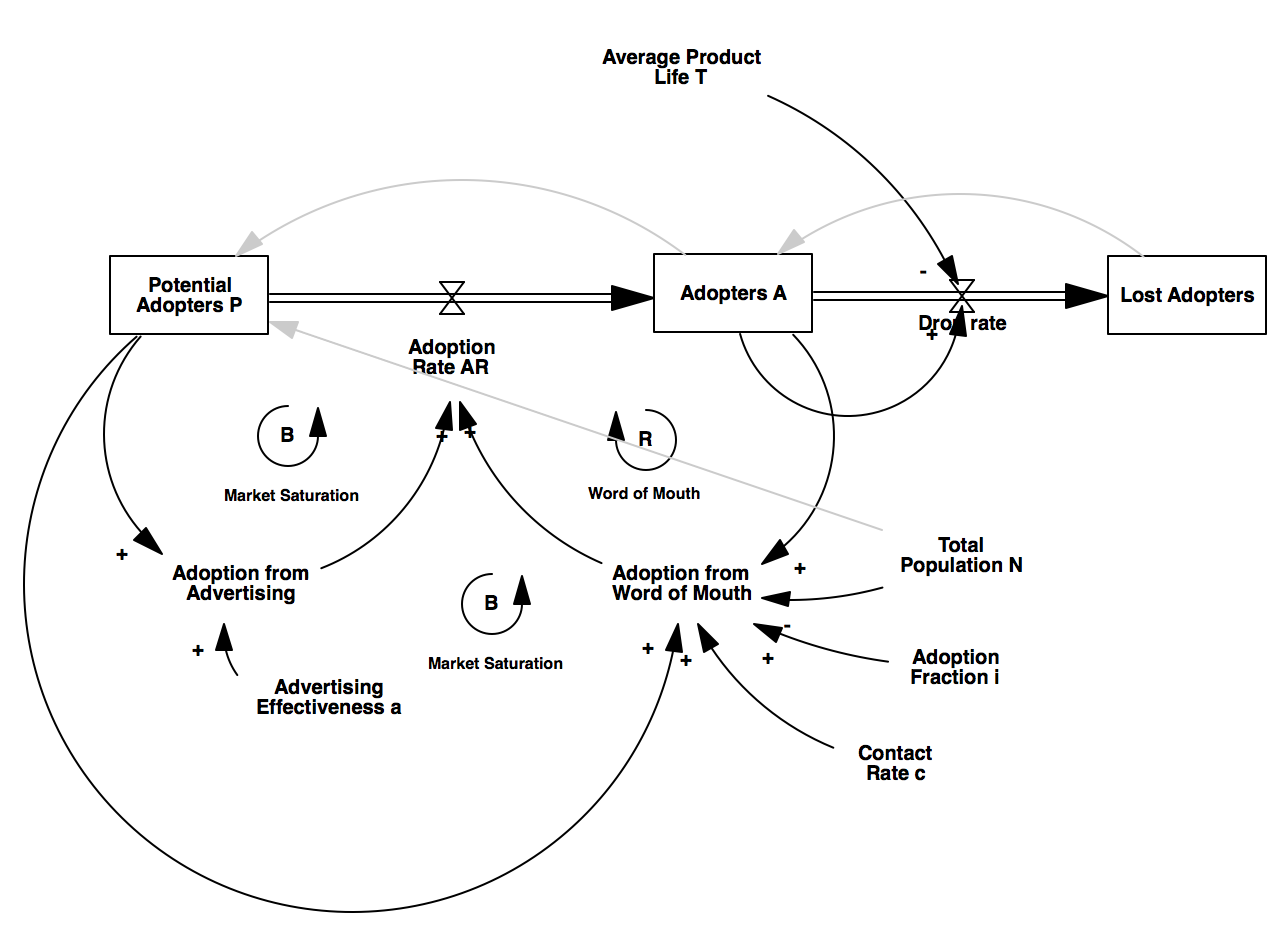 Average Product
Life T
Potential
Adopters P
Adopters A
Lost Adopters
-
Drop rate
+
Adoption
Rate AR
B
+
+
R
Market Saturation
Word of Mouth
+
Adoption from
Advertising
Adoption from
Word of Mouth
+
Total
Population N
B
-
+
+
+
+
Market Saturation
Adoption
Fraction i
Advertising
Effectiveness a
Contact
Rate c